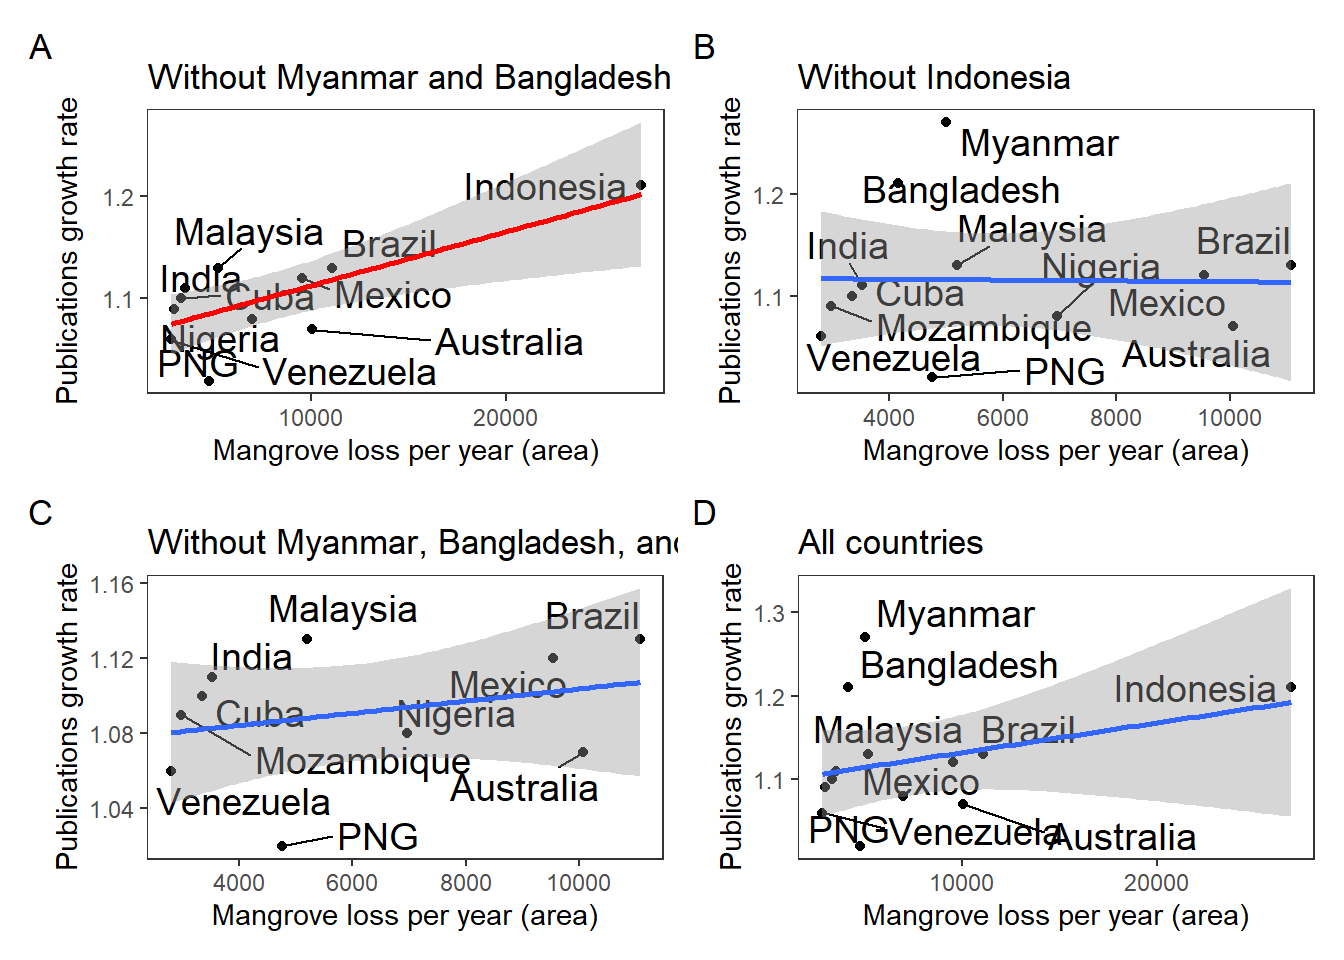 A
Without Myanmar and Bangladesh
Publications growth rate
1.2
1.1
Indonesia
Malaysia
Brazil
India
Cuba
Mexico
Nigeria
Australia
PNG
Venezuela
10000
20000
Mangrove loss per year (area)
B
Without Indonesia
Publications growth rate
1.2
1.1
Myanmar
Bangladesh
Malaysia
India
Brazil
Nigeria
Cuba
Mexico
Mozambique
Venezuela
Australia
PNG
4000
6000
8000
10000
Mangrove loss per year (area)
C
Without Myanmar, Bangladesh, and
Publications growth rate
1.16
1.12
1.08
1.04
Malaysia
Brazil
India
Mexico
Cuba
Nigeria
Mozambique
Australia
Venezuela
PNG
4000
6000
8000
10000
Mangrove loss per year (area)
D
All countries
Publications growth rate
1.3
1.2
1.1
Myanmar
Bangladesh
Indonesia
Malaysia
Brazil
Mexico
PNG
Venezuela
Australia
10000
20000
Mangrove loss per year (area)